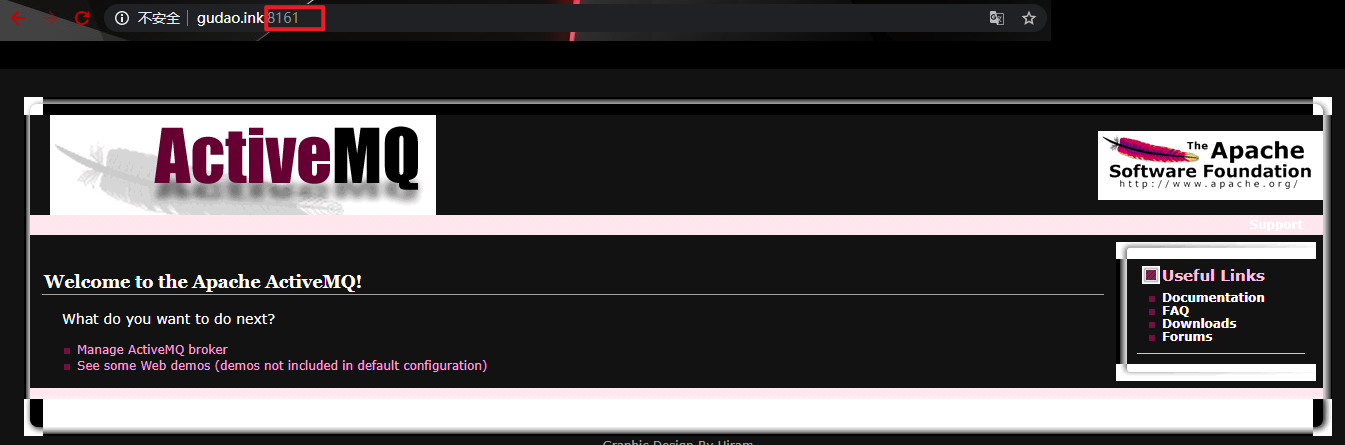 不安全 gudao.ink:8161
ActiveMQ
The Apache
Software Foundation
http://www.apache.org/
Support
Welcome to the Apache ActiveMQ!
What do you want to do next?
Manage ActiveMQ broker
See some Web demos (demos not included in default configuration)
Useful Links
Documentation
FAQ
Downloads
Forums
Graphic Design By Hiram